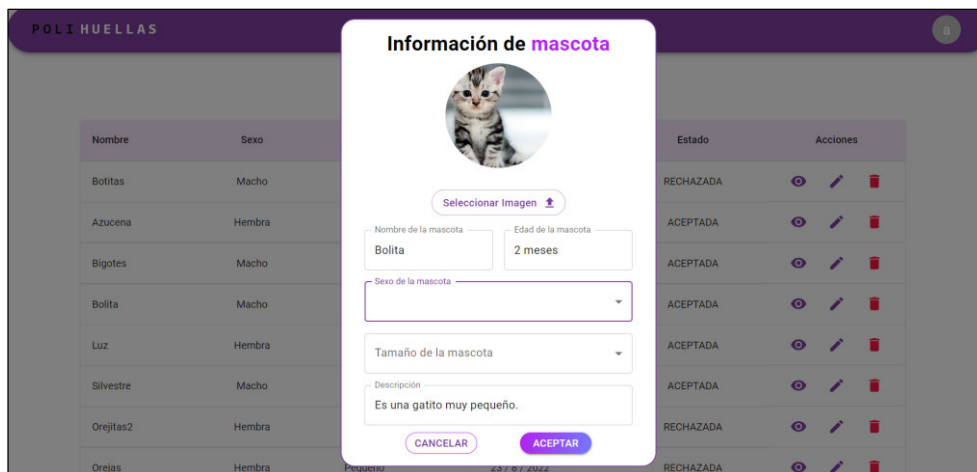 POLI HUELLAS
a
Información de mascota
Seleccionar Imagen
Nombre de la mascota Edad de la mascota
Bolita 2 meses
Sexo de la mascota
Tamaño de la mascota
Descripción
Es una gatito muy pequeño.
CANCELAR ACEPTAR
Nombre Sexo Estado Acciones
Botitas Macho RECHAZADA
Azucena Hembra ACEPTADA
Bigotes Macho ACEPTADA
Bolita Macho ACEPTADA
Luz Hembra ACEPTADA
Silvestre Macho ACEPTADA
Orejitas2 Hembra RECHAZADA
Orejas Hembra Pequeño 23 / 8 / 2022 RECHAZADA